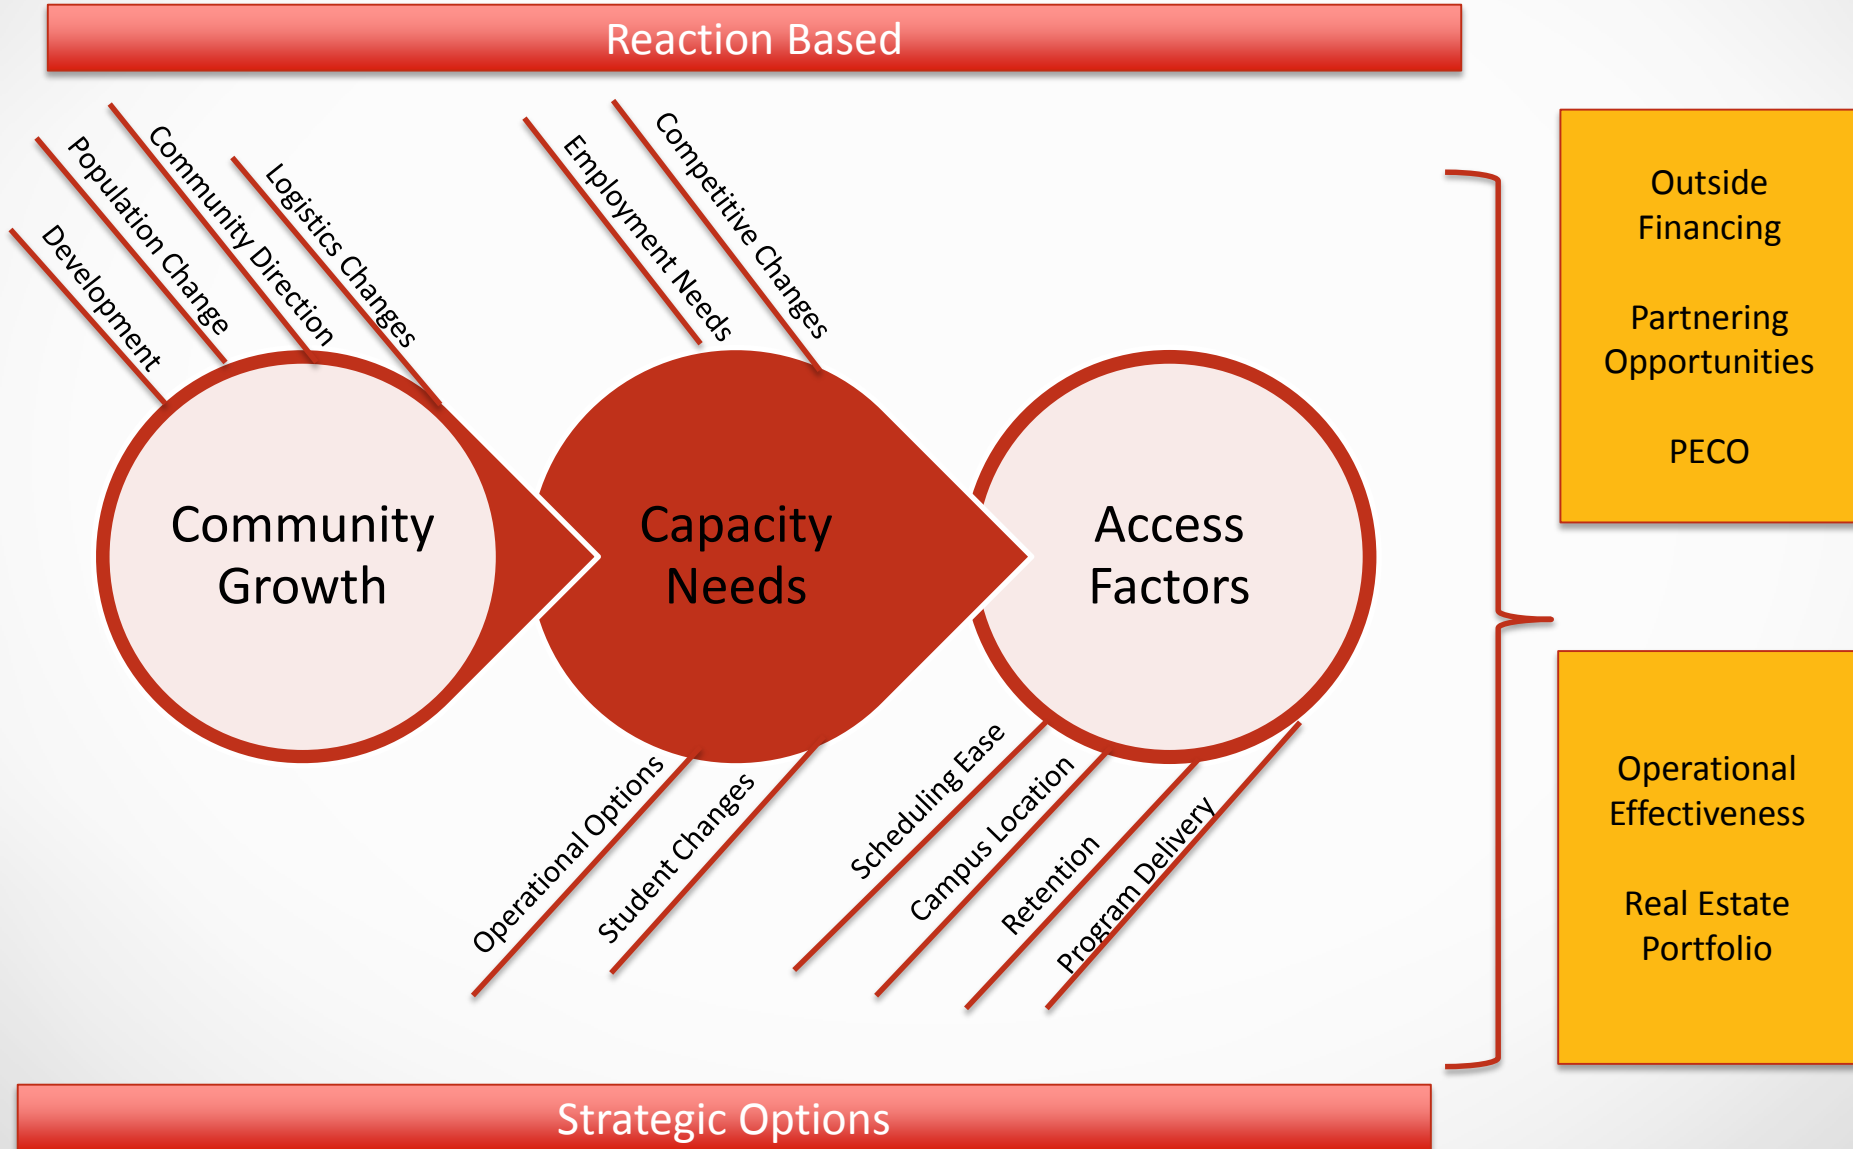 Reaction Based
Development
Population Change
Community Direction
Logistics Changes
Employment Needs
Competitive Changes
Community
Growth
Capacity
Needs
Access
Factors
Operational Options
Student Changes
Scheduling Ease
Campus Location
Retention
Program Delivery
Outside
Financing
Partnering
Opportunities
PECO
Operational
Effectiveness
Real Estate
Portfolio
Strategic Options